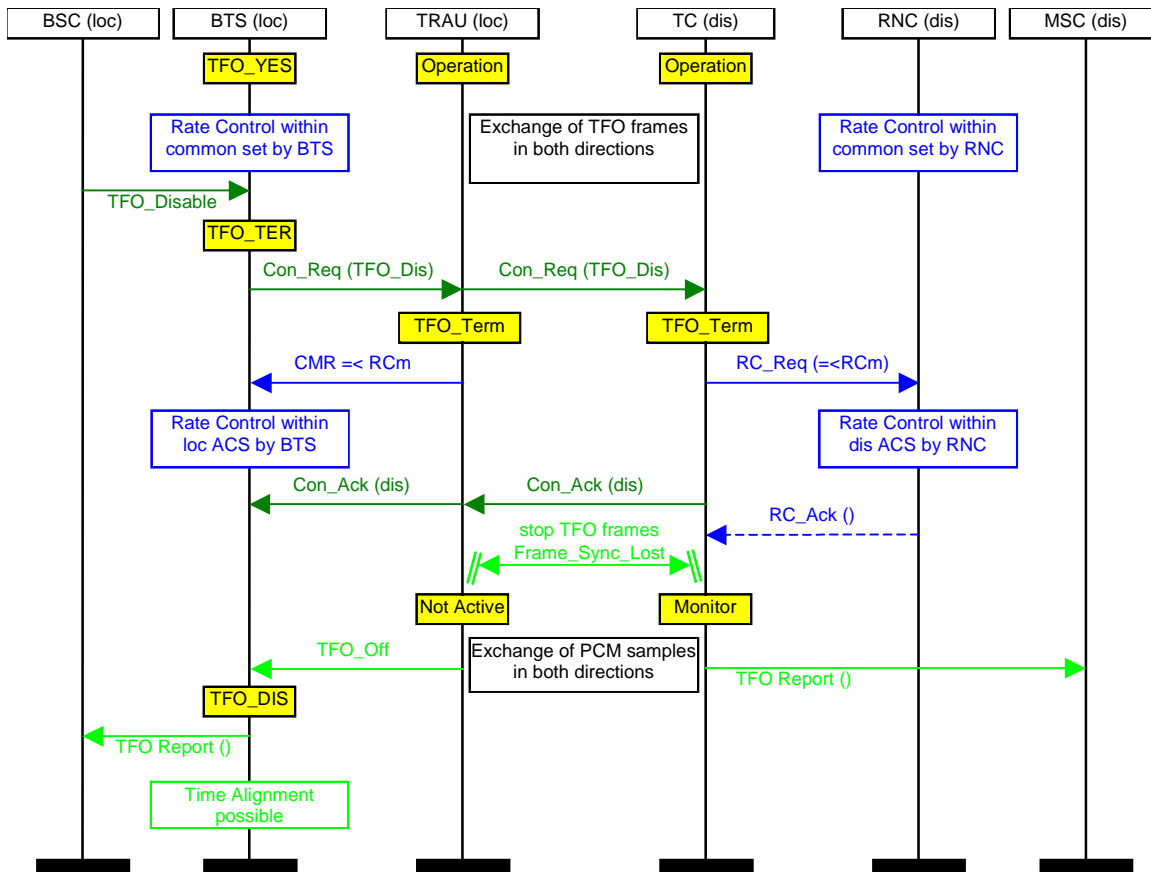 BSC (loc)
BTS (loc)
TRAU (loc)
TC (dis)
RNC (dis)
MSC (dis)
TFO_YES
Operation
Operation
Rate Control within
common set by BTS
Exchange of TFO frames
in both directions
Rate Control within
common set by RNC
TFO_Disable
TFO_TER
Con_Req (TFO_Dis)
Con_Req (TFO_Dis)
TFO_Term
TFO_Term
CMR =< RCm
RC_Req (=<RCm)
Rate Control within
loc ACS by BTS
Rate Control within
dis ACS by RNC
Con_Ack (dis)
Con_Ack (dis)
RC_Ack ()
stop TFO frames
Frame_Sync_Lost
Not Active
Monitor
TFO_Off
Exchange of PCM samples
in both directions
TFO Report ()
TFO_DIS
TFO Report ()
Time Alignment
possible